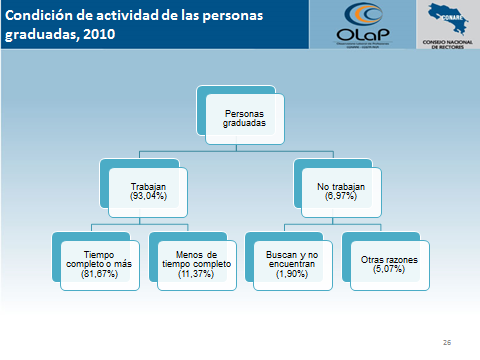 Condición de actividad de las personas
graduadas, 2010
OLaP
CONARE
CONSEJO NACIONAL
DE RECTORES
Personas
graduadas
Trabajan
(93,04%)
No trabajan
(6,97%)
Tiempo
completo o más
(81,67%)
Menos de
tiempo completo
(11,37%)
Buscan y no
encuentran
(1,90%)
Otras razones
(5,07%)
26